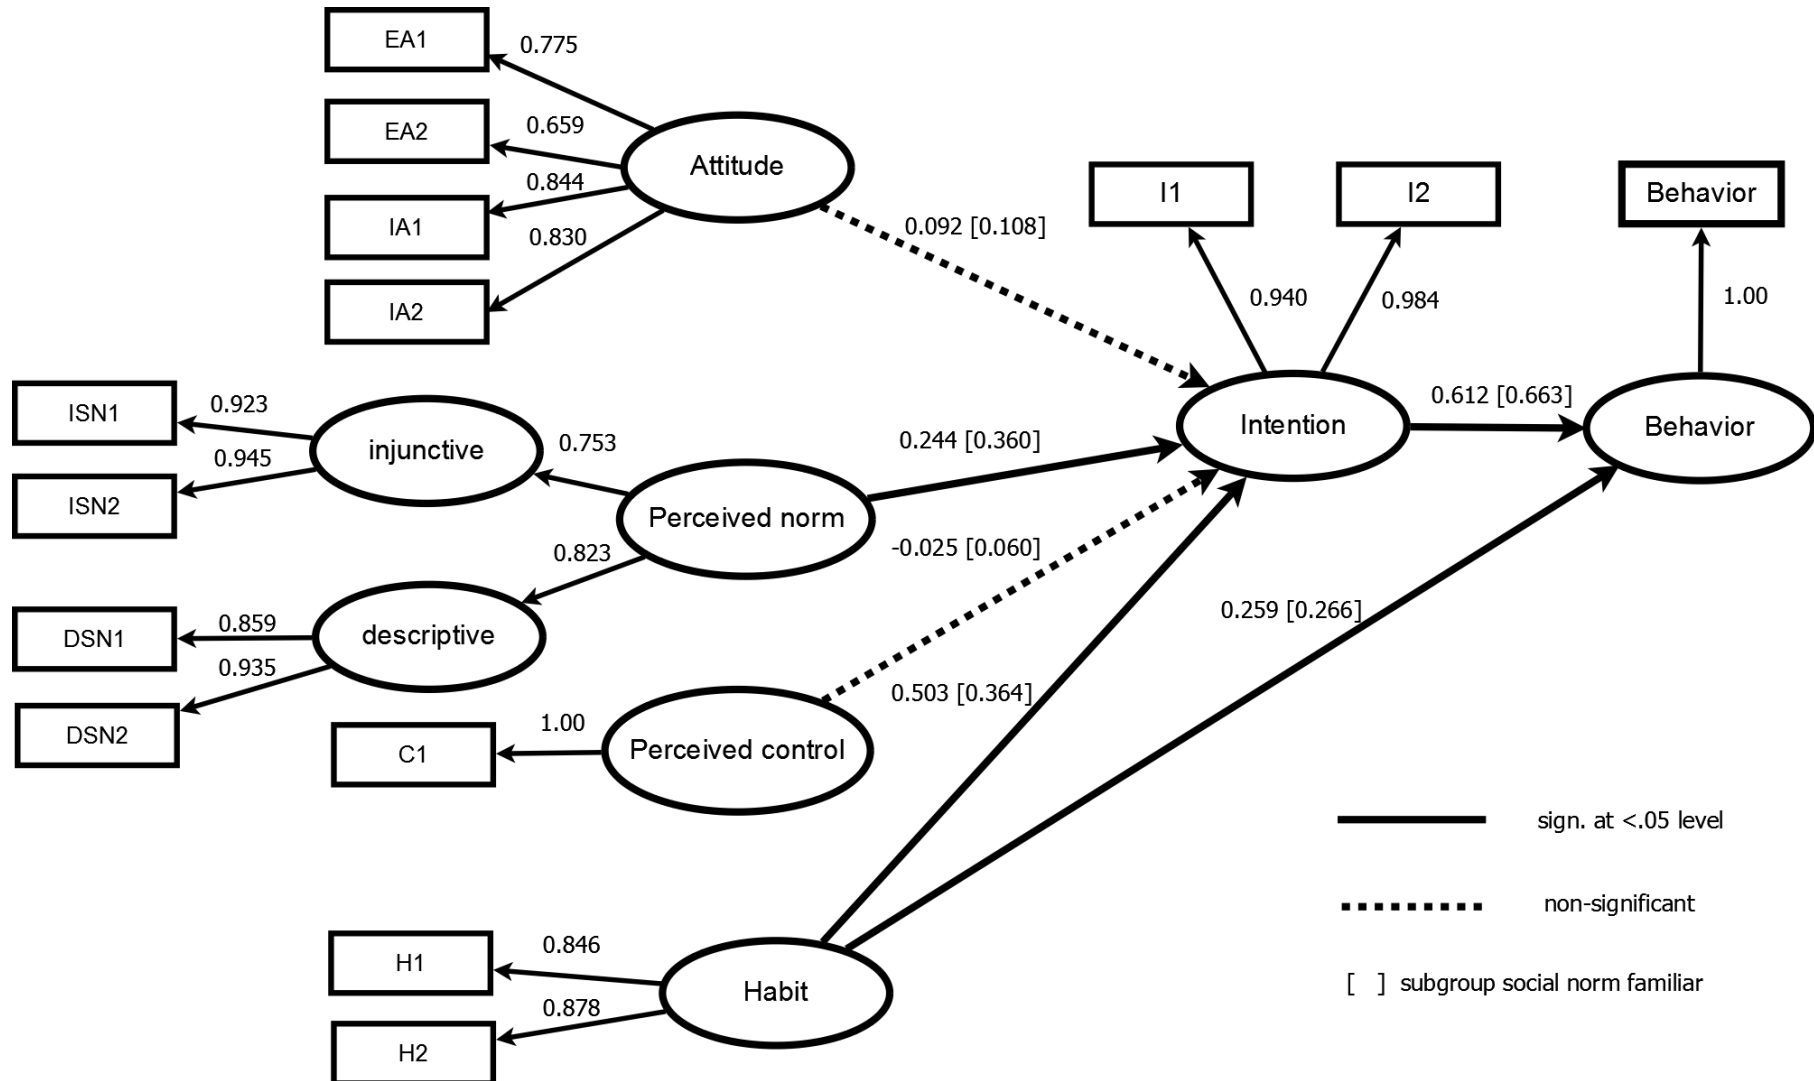 EA1
0.775
EA2
0.659
IA1
0.844
IA2
0.830
Attitude
0.092 [0.108]
I1
I2
Behavior
0.940
0.984
1.00
ISN1
0.923
ISN2
0.945
injunctive
0.753
Perceived norm
0.244 [0.360]
Intention
0.612 [0.663]
Behavior
0.823
-0.025 [0.060]
DSN1
0.859
DSN2
0.935
descriptive
0.259 [0.266]
0.503 [0.364]
C1
1.00
Perceived control
sign. at <.05 level
non-significant
H1
0.846
H2
0.878
Habit
[ ] subgroup social norm familiar